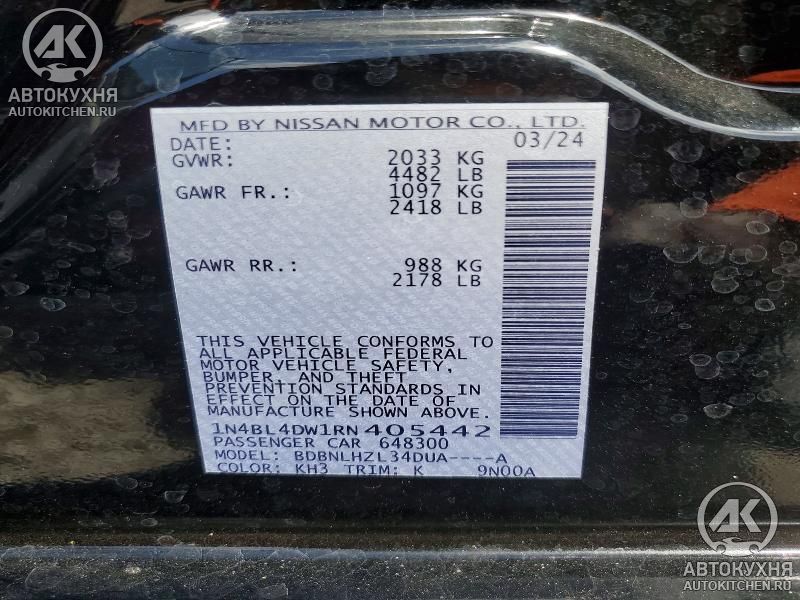 AK
АВТОКУХНЯ
AUTOKITCHEN.RU
MFD BY NISSAN MOTOR CO., LTD.
DATE: 03/24
GVWR: 2033 KG
4482 LB
GAWR FR.: 1097 KG
2418 LB
GAWR RR.: 988 KG
2178 LB
THIS VEHICLE CONFORMS TO
ALL APPLICABLE FEDERAL
MOTOR VEHICLE SAFETY,
BUMPER, AND THEFT
PREVENTION STANDARDS IN
EFFECT ON THE DATE OF
MANUFACTURE SHOWN ABOVE.
1N4BL4DW1RN405442
PASSENGER CAR 648300
MODEL: BDBNLHZL34DUA----A
COLOR: KH3 TRIM: K 9N00A
AK
АВТОКУХНЯ
AUTOKITCHEN.RU